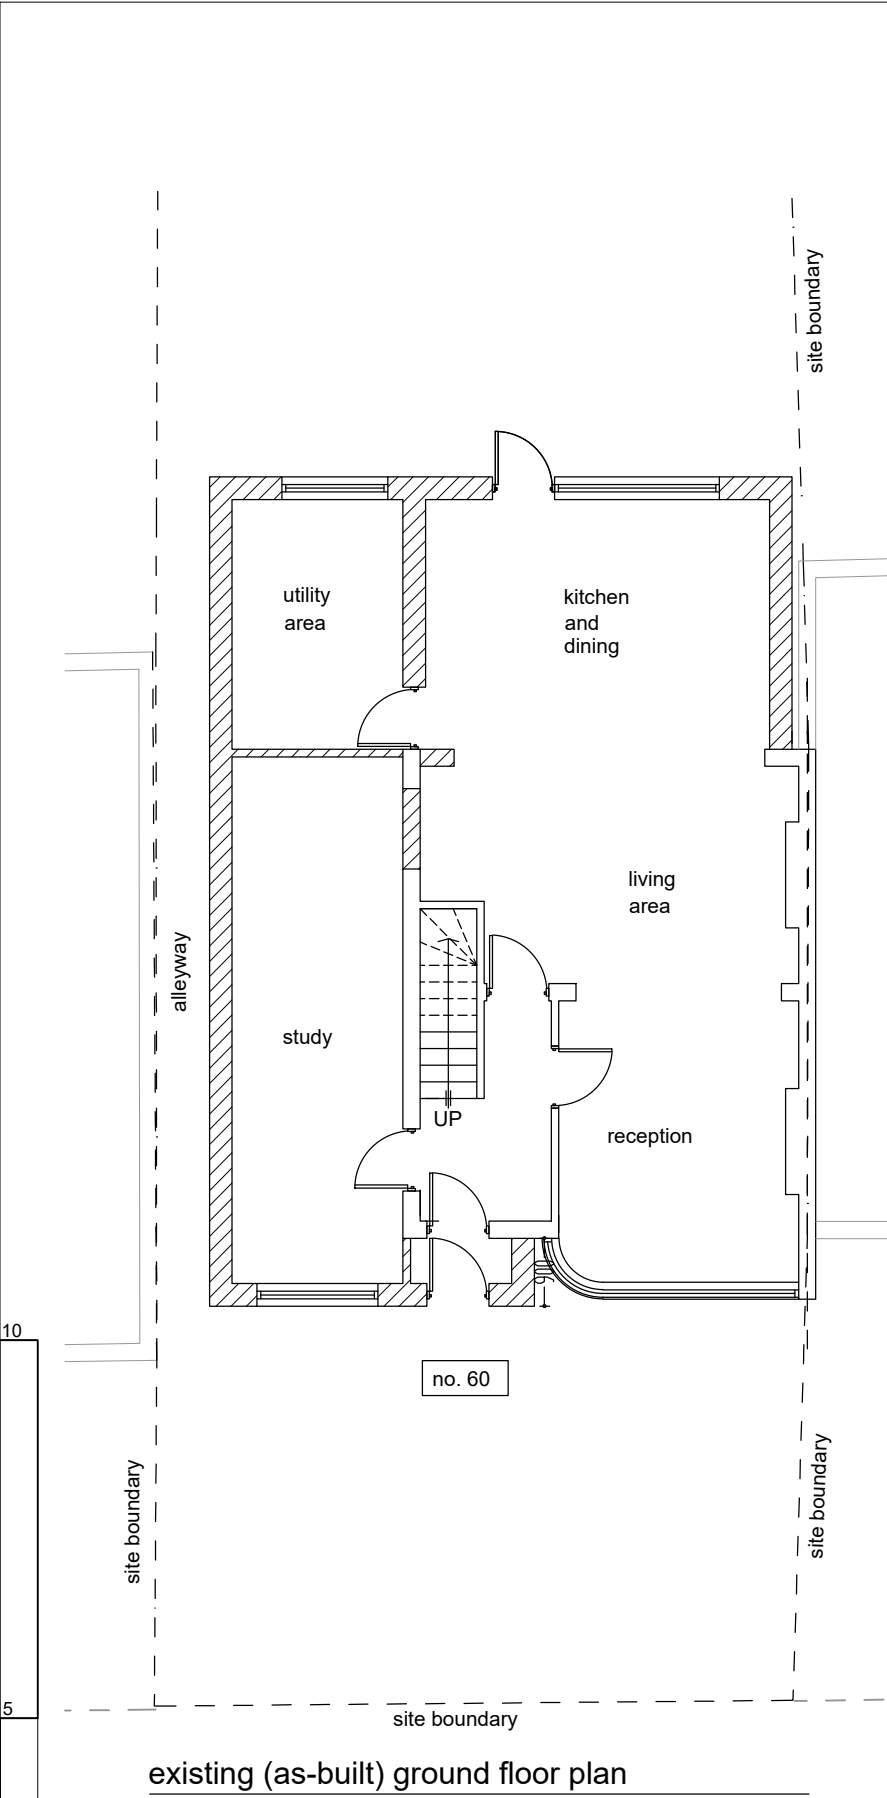 site boundary
utility
area
kitchen
and
dining
living
area
alleyway
study
UP
reception
10
no. 60
site boundary
site boundary
5
site boundary
existing (as-built) ground floor plan